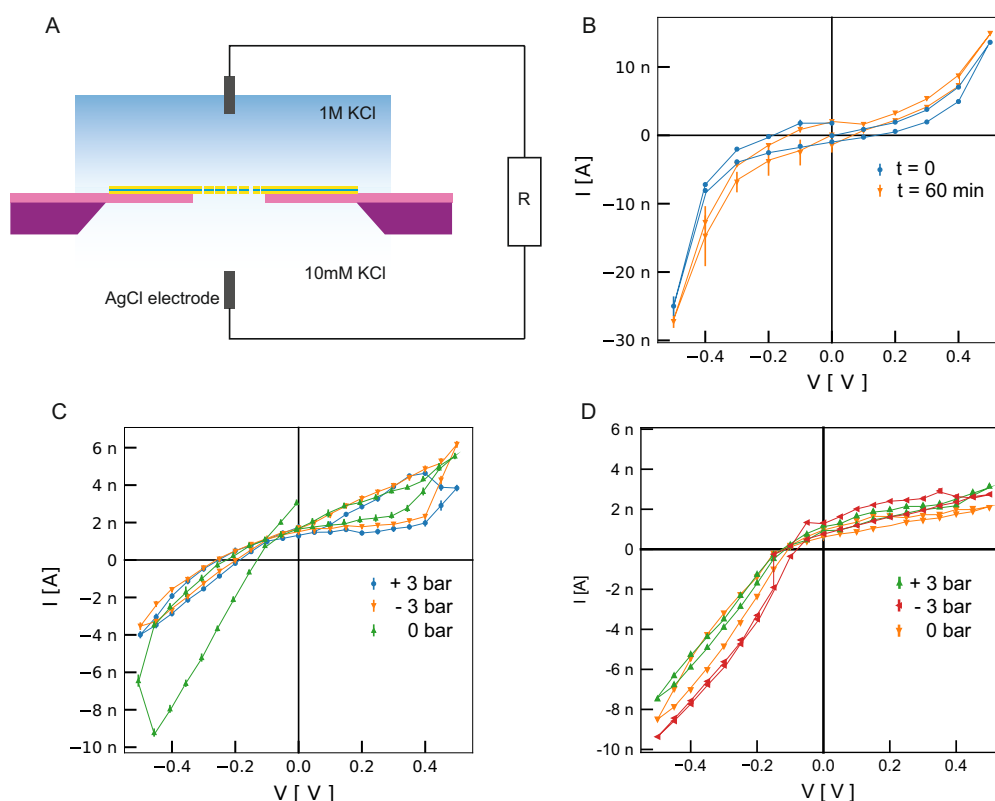 A
1M KCl
R
10mM KCl
AgCl electrode
B
10 n
0
−10 n
−20 n
−30 n
I [A]
t = 0
t = 60 min
−0.4
−0.2
0.0
0.2
0.4
V [ V ]
C
6 n
4 n
2 n
0
−2 n
−4 n
−6 n
−8 n
−10 n
I [A]
+ 3 bar
- 3 bar
0 bar
−0.4
−0.2
0.0
0.2
0.4
V [ V ]
D
6 n
4 n
2 n
0
-2 n
-4 n
-6 n
-8 n
-10 n
I [A]
+ 3 bar
- 3 bar
0 bar
−0.4
−0.2
0.0
0.2
0.4
V [ V ]